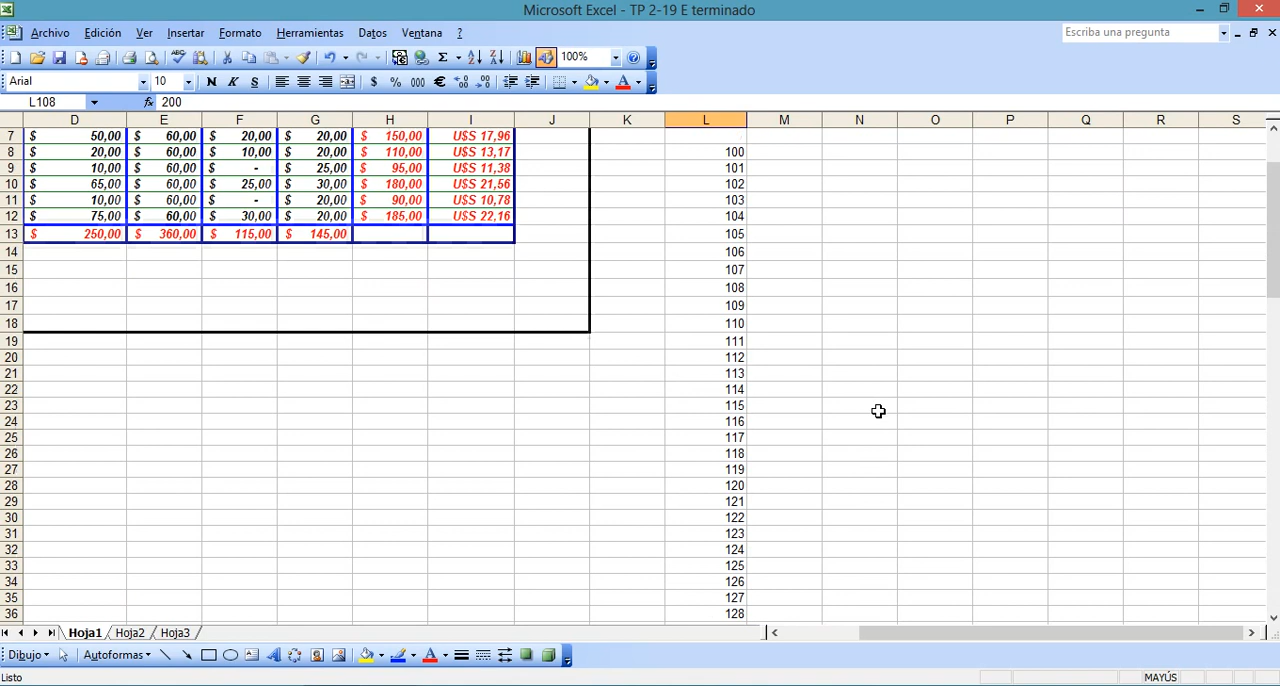 Microsoft Excel - TP 2-19 E terminado
Archivo Edición Ver Insertar Formato Herramientas Datos Ventana ?
Escriba una pregunta
100%
Arial 10 N K S $ % 000 €
L108 fx 200
D E F G H I J K L M N O P Q R S
7 $ 50,00 $ 60,00 $ 20,00 $ 20,00 $ 150,00 U$S 17,96
8 $ 20,00 $ 60,00 $ 10,00 $ 20,00 $ 110,00 U$S 13,17 100
9 $ 10,00 $ 60,00 $ - $ 25,00 $ 95,00 U$S 11,38 101
10 $ 65,00 $ 60,00 $ 25,00 $ 30,00 $ 180,00 U$S 21,56 102
11 $ 10,00 $ 60,00 $ - $ 20,00 $ 90,00 U$S 10,78 103
12 $ 75,00 $ 60,00 $ 30,00 $ 20,00 $ 185,00 U$S 22,16 104
13 $ 250,00 $ 360,00 $ 115,00 $ 145,00 105
14 106
15 107
16 108
17 109
18 110
19 111
20 112
21 113
22 114
23 115
24 116
25 117
26 118
27 119
28 120
29 121
30 122
31 123
32 124
33 125
34 126
35 127
36 128
Hoja1 Hoja2 Hoja3
Dibujo Autoformas
Listo MAYÚS